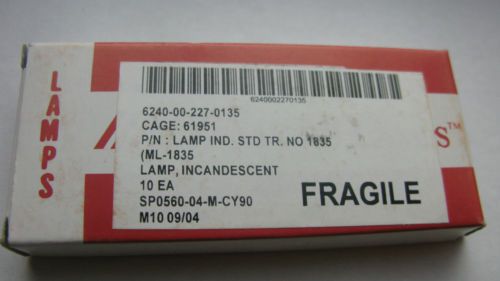 LAMPS
6240002270135
6240-00-227-0135
CAGE: 61951
P/N : LAMP IND. STD TR. NO 1835
(ML-1835
LAMP, INCANDESCENT
10 EA
SP0560-04-M-CY90
M10 09/04
FRAGILE
S™